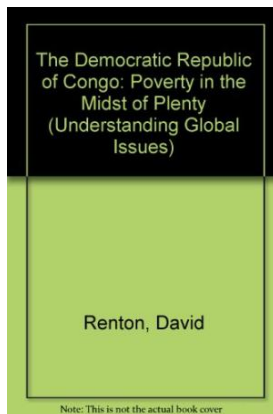 The Democratic Republic
of Congo: Poverty in the
Midst of Plenty
(Understanding Global
Issues)
Renton, David
Note: This is not the actual book cover